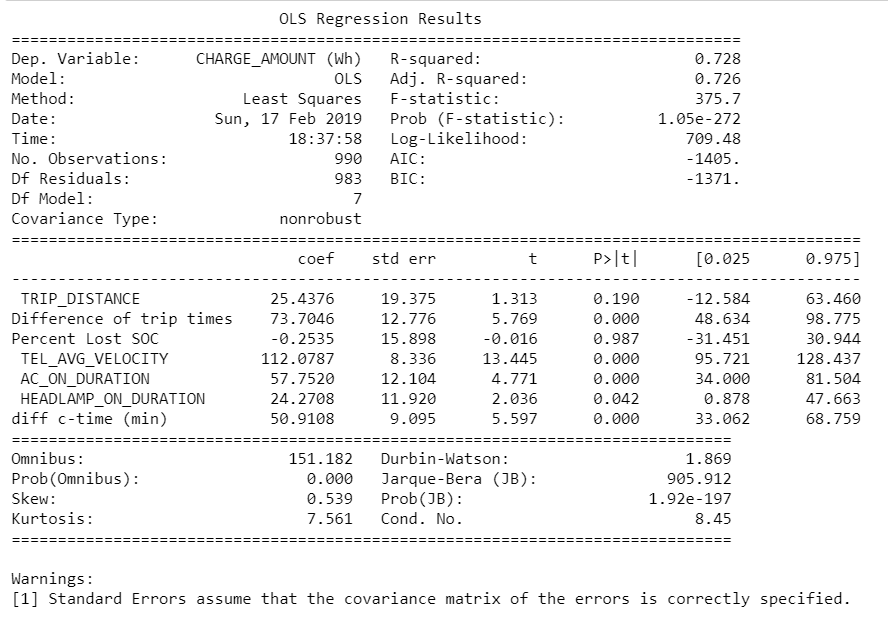 OLS Regression Results
==============================================================================
Dep. Variable: CHARGE_AMOUNT (Wh) R-squared: 0.728
Model: OLS Adj. R-squared: 0.726
Method: Least Squares F-statistic: 375.7
Date: Sun, 17 Feb 2019 Prob (F-statistic): 1.05e-272
Time: 18:37:58 Log-Likelihood: 709.48
No. Observations: 990 AIC: -1405.
Df Residuals: 983 BIC: -1371.
Df Model: 7
Covariance Type: nonrobust
============================================================================================
coef std err t P>|t| [0.025 0.975]
--------------------------------------------------------------------------------------------
TRIP_DISTANCE 25.4376 19.375 1.313 0.190 -12.584 63.460
Difference of trip times 73.7046 12.776 5.769 0.000 48.634 98.775
Percent Lost SOC -0.2535 15.898 -0.016 0.987 -31.451 30.944
TEL_AVG_VELOCITY 112.0787 8.336 13.445 0.000 95.721 128.437
AC_ON_DURATION 57.7520 12.104 4.771 0.000 34.000 81.504
HEADLAMP_ON_DURATION 24.2708 11.920 2.036 0.042 0.878 47.663
diff c-time (min) 50.9108 9.095 5.597 0.000 33.062 68.759
==============================================================================
Omnibus: 151.182 Durbin-Watson: 1.869
Prob(Omnibus): 0.000 Jarque-Bera (JB): 905.912
Skew: 0.539 Prob(JB): 1.92e-197
Kurtosis: 7.561 Cond. No. 8.45
==============================================================================
Warnings:
[1] Standard Errors assume that the covariance matrix of the errors is correctly specified.